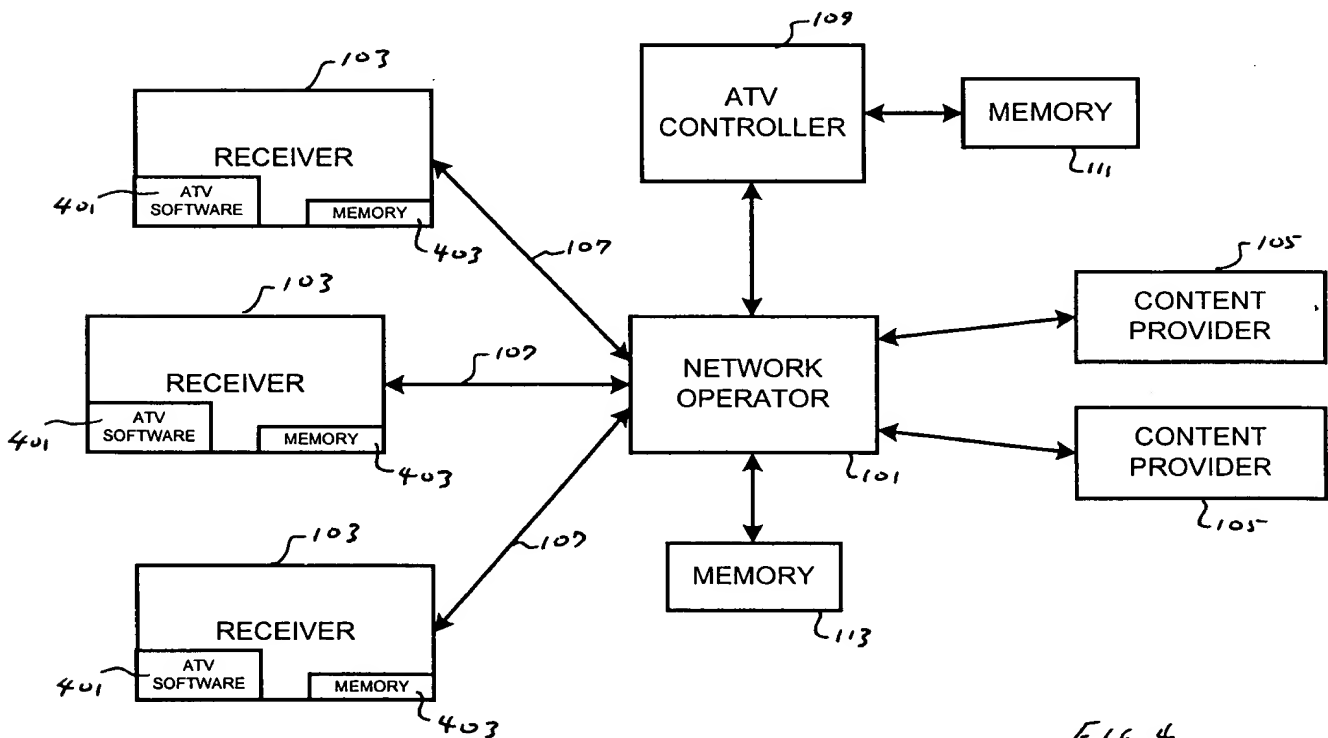 109
103
ATV
CONTROLLER
MEMORY
111
RECEIVER
401
ATV
SOFTWARE
MEMORY
403
107
103
RECEIVER
401
ATV
SOFTWARE
MEMORY
403
107
NETWORK
OPERATOR
101
105
CONTENT
PROVIDER
CONTENT
PROVIDER
105
103
RECEIVER
401
ATV
SOFTWARE
MEMORY
403
107
MEMORY
113
FIG 4